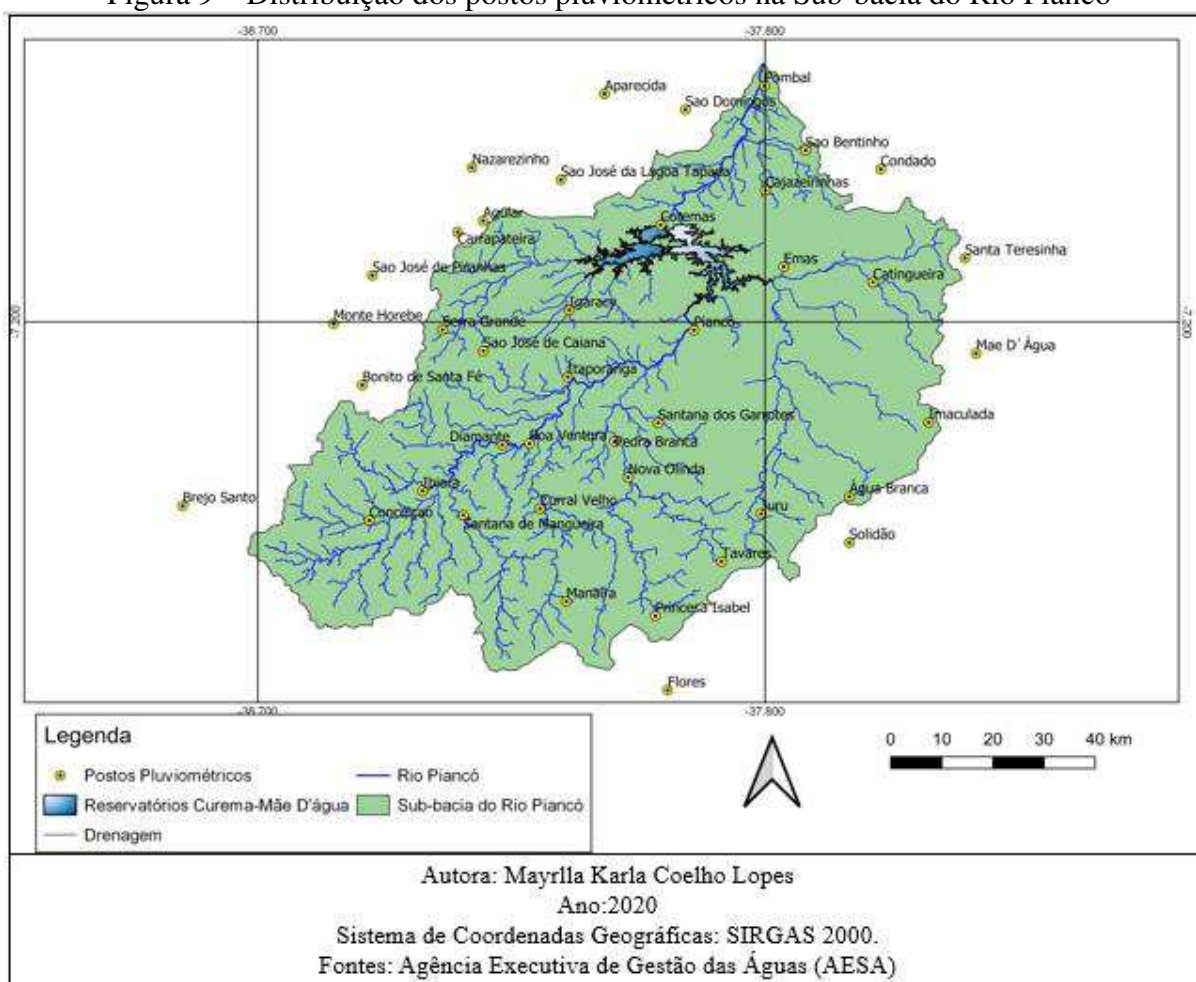 Figura 9 – Distribuição dos postos pluviométricos na Sub-bacia do Rio Piancó
-38.700
-37.800
Pombal
Aparecida
Sao Domingos
Sao Bentinho
Nazarezinho
Condado
Sao José da Lagoa Tapada
Cajazeirinhas
Aguiar
Coremas
Carrapateira
Santa Teresinha
Emas
Sao José de Piranhas
Catingueira
Igaracy
Monte Horebe
Serra Grande
Piancó
-7.200
-7.200
Sao José de Caiana
Mae D`Água
Itaporanga
Bonito de Santa Fé
Santana dos Garrotes
Imaculada
Diamante
Boa Ventura
Pedra Branca
Nova Olinda
Ibiara
Água Branca
Brejo Santo
Curral Velho
Conceiçao
Santana de Mangueira
Juru
Solidão
Tavares
Manaíra
Princesa Isabel
Flores
-38.700
-37.800
Legenda
Postos Pluviométricos
Rio Piancó
Reservatórios Curema-Mãe D'água
Sub-bacia do Rio Piancó
Drenagem
0 10 20 30 40 km
Autora: Mayrlla Karla Coelho Lopes
Ano:2020
Sistema de Coordenadas Geográficas: SIRGAS 2000.
Fontes: Agência Executiva de Gestão das Águas (AESA)